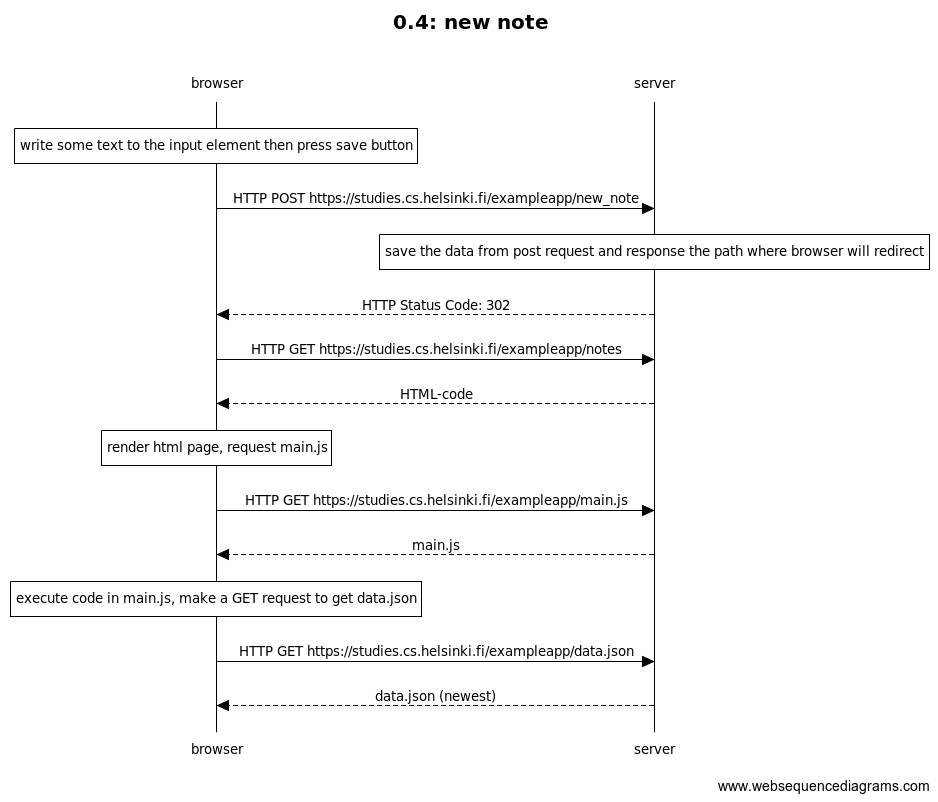 0.4: new note
browser server
write some text to the input element then press save button
HTTP POST https://studies.cs.helsinki.fi/exampleapp/new_note
save the data from post request and response the path where browser will redirect
HTTP Status Code: 302
HTTP GET https://studies.cs.helsinki.fi/exampleapp/notes
HTML-code
render html page, request main.js
HTTP GET https://studies.cs.helsinki.fi/exampleapp/main.js
main.js
execute code in main.js, make a GET request to get data.json
HTTP GET https://studies.cs.helsinki.fi/exampleapp/data.json
data.json (newest)
browser server
www.websequencediagrams.com